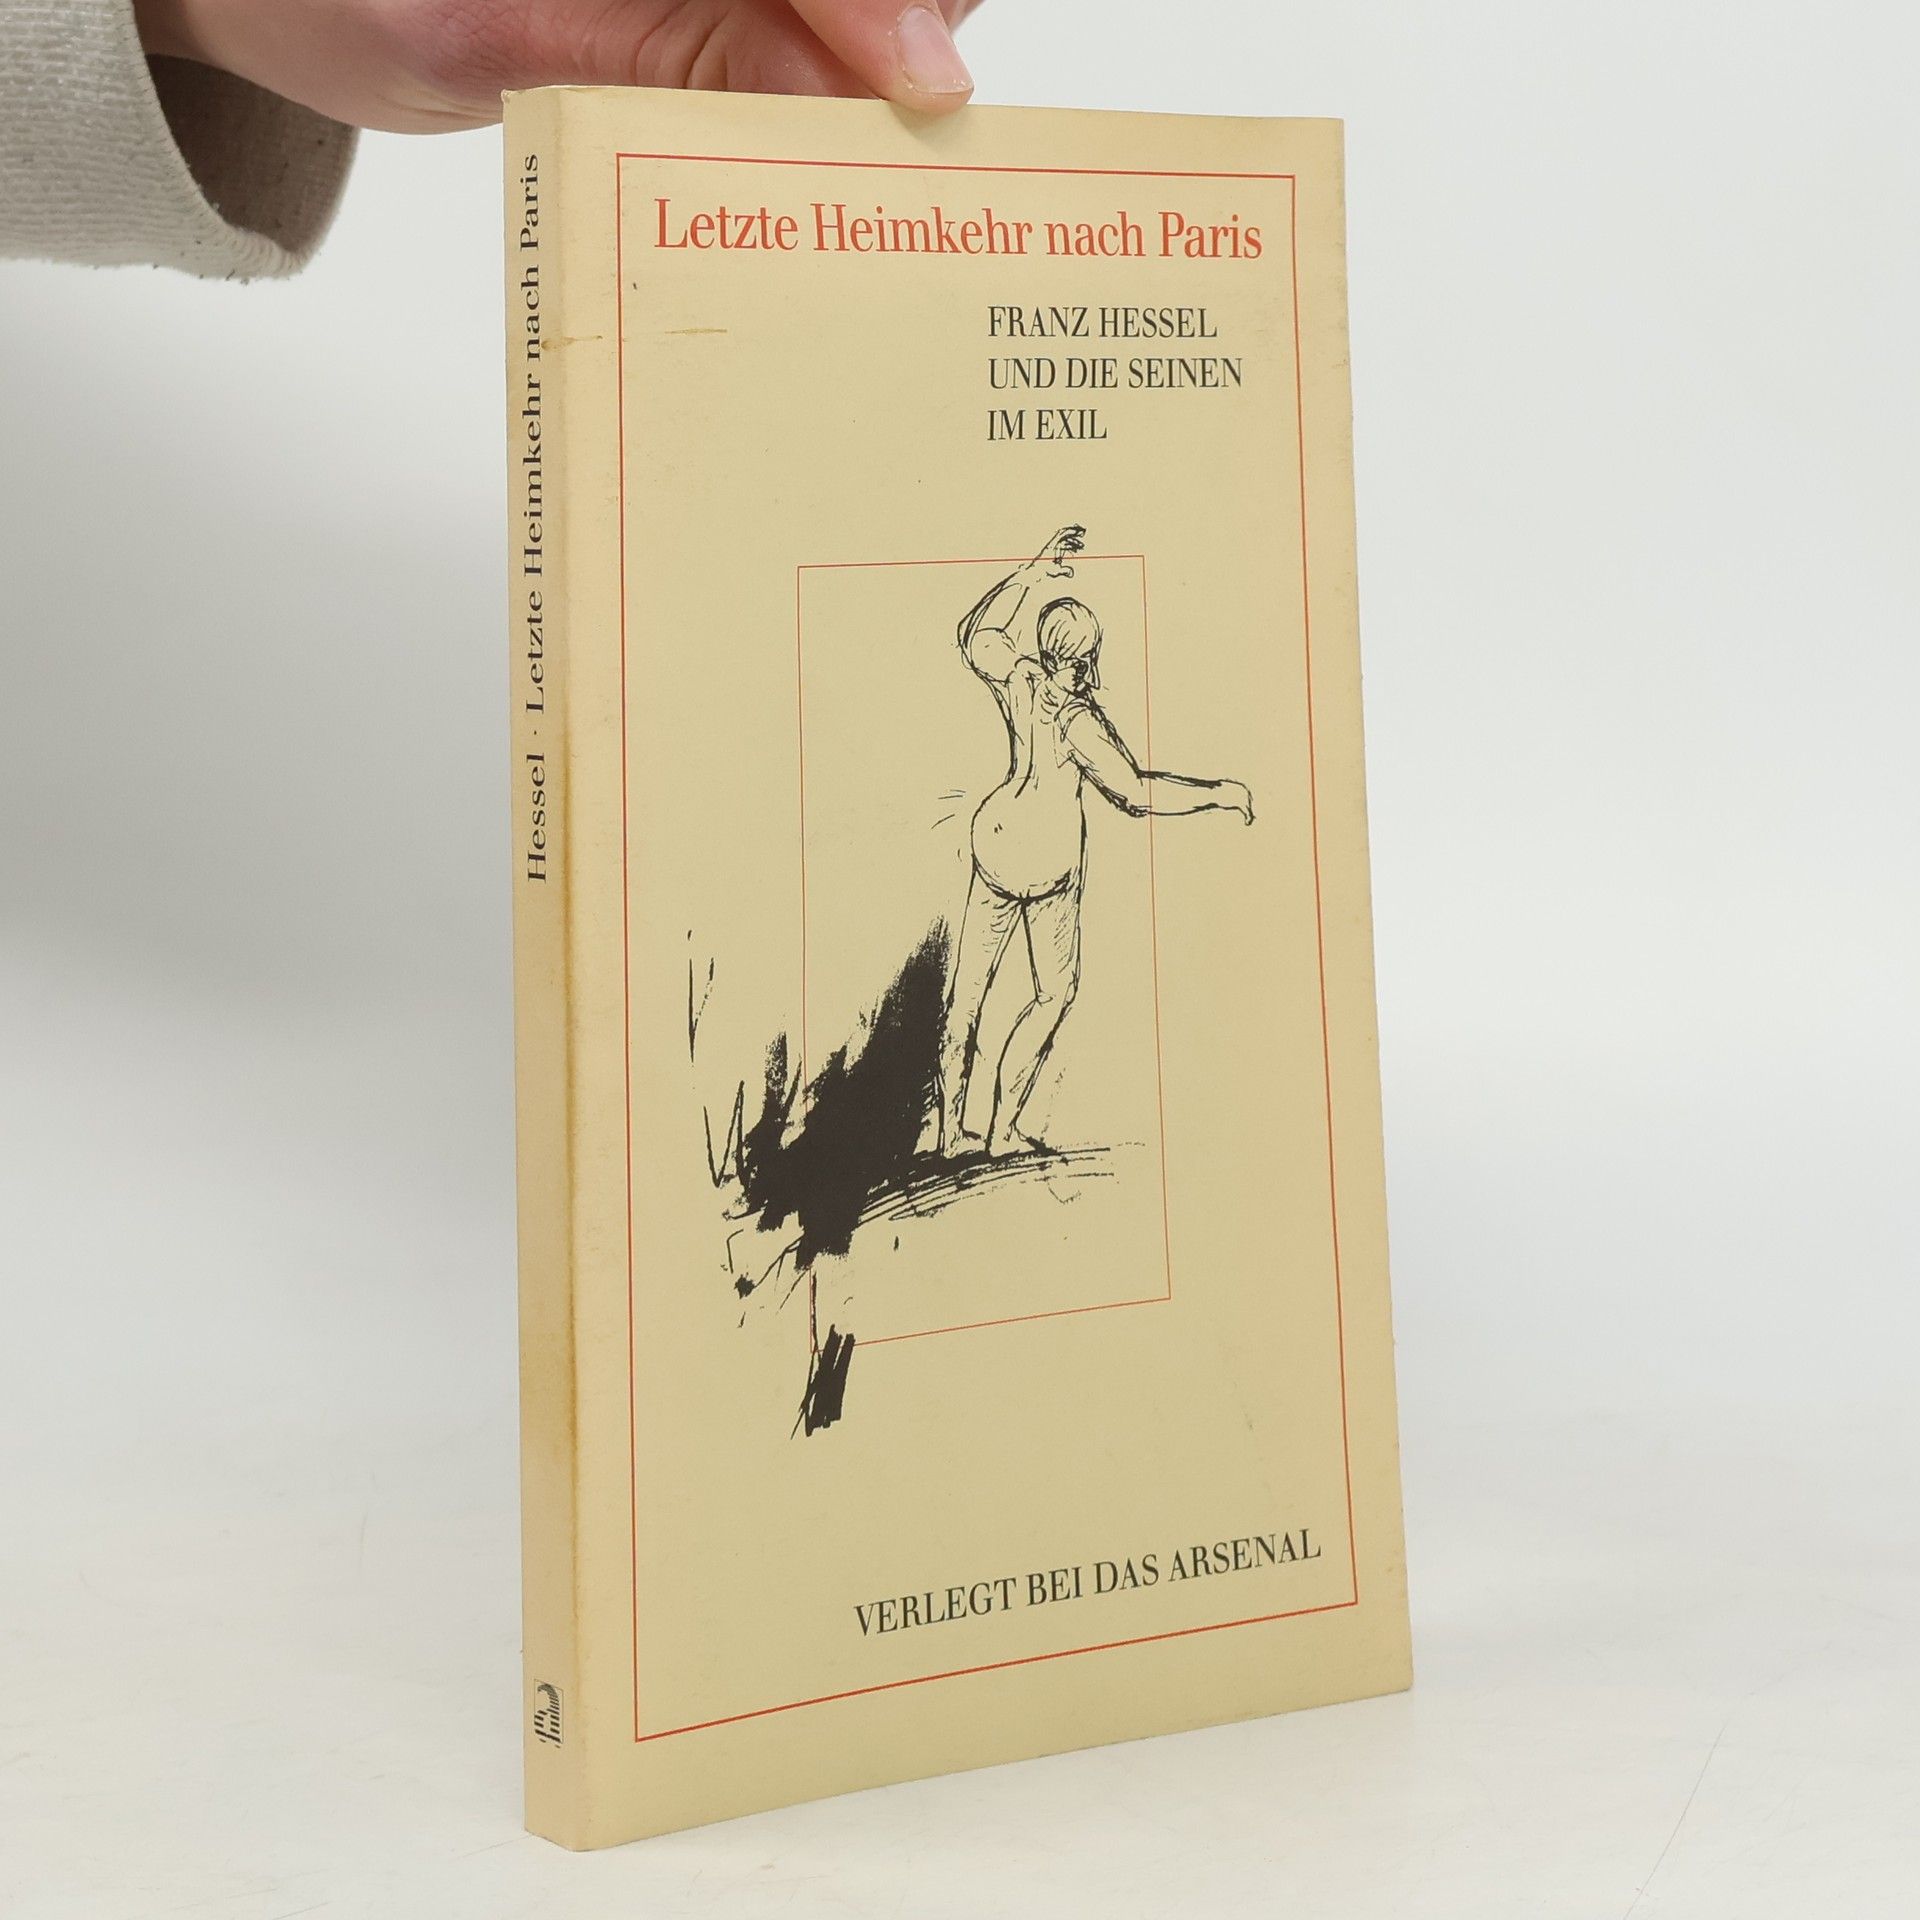 Hessel · Letzte Heimkehr nach Paris
Letzte Heimkehr nach Paris
FRANZ HESSEL
UND DIE SEINEN
IM EXIL
VERLEGT BEI DAS ARSENAL